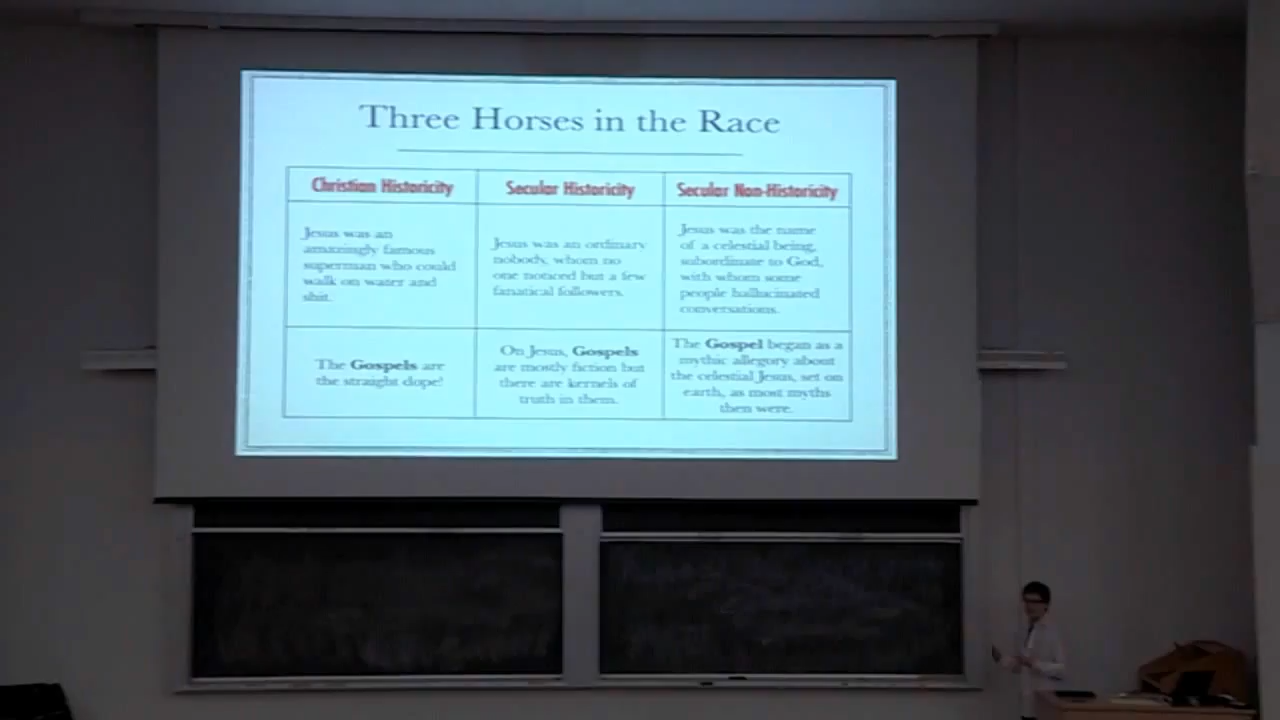 Three Horses in the Race
Christian Historicity
Secular Historicity
Secular Non-Historicity
Jesus was an
amazingly famous
superman who could
walk on water and
shit.
Jesus was an ordinary
nobody, whom no
one noticed but a few
fanatical followers.
Jesus was the name
of a celestial being,
subordinate to God,
with whom some
people hallucinated
conversations.
The Gospels are
the straight dope!
On Jesus, Gospels
are mostly fiction but
there are kernels of
truth in them.
The Gospel began as a
mythic allegory about
the celestial Jesus, set on
earth, as most myths
then were.